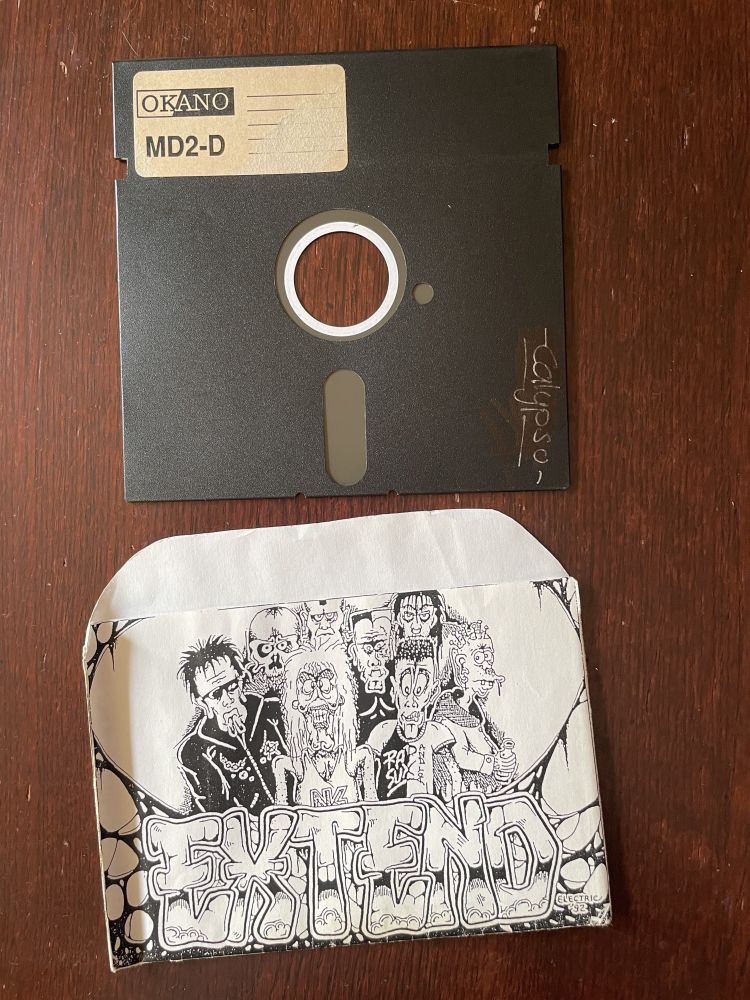 OKANO
MD2-D
-Calypso-
EXTEND
ELECTRIC
'92